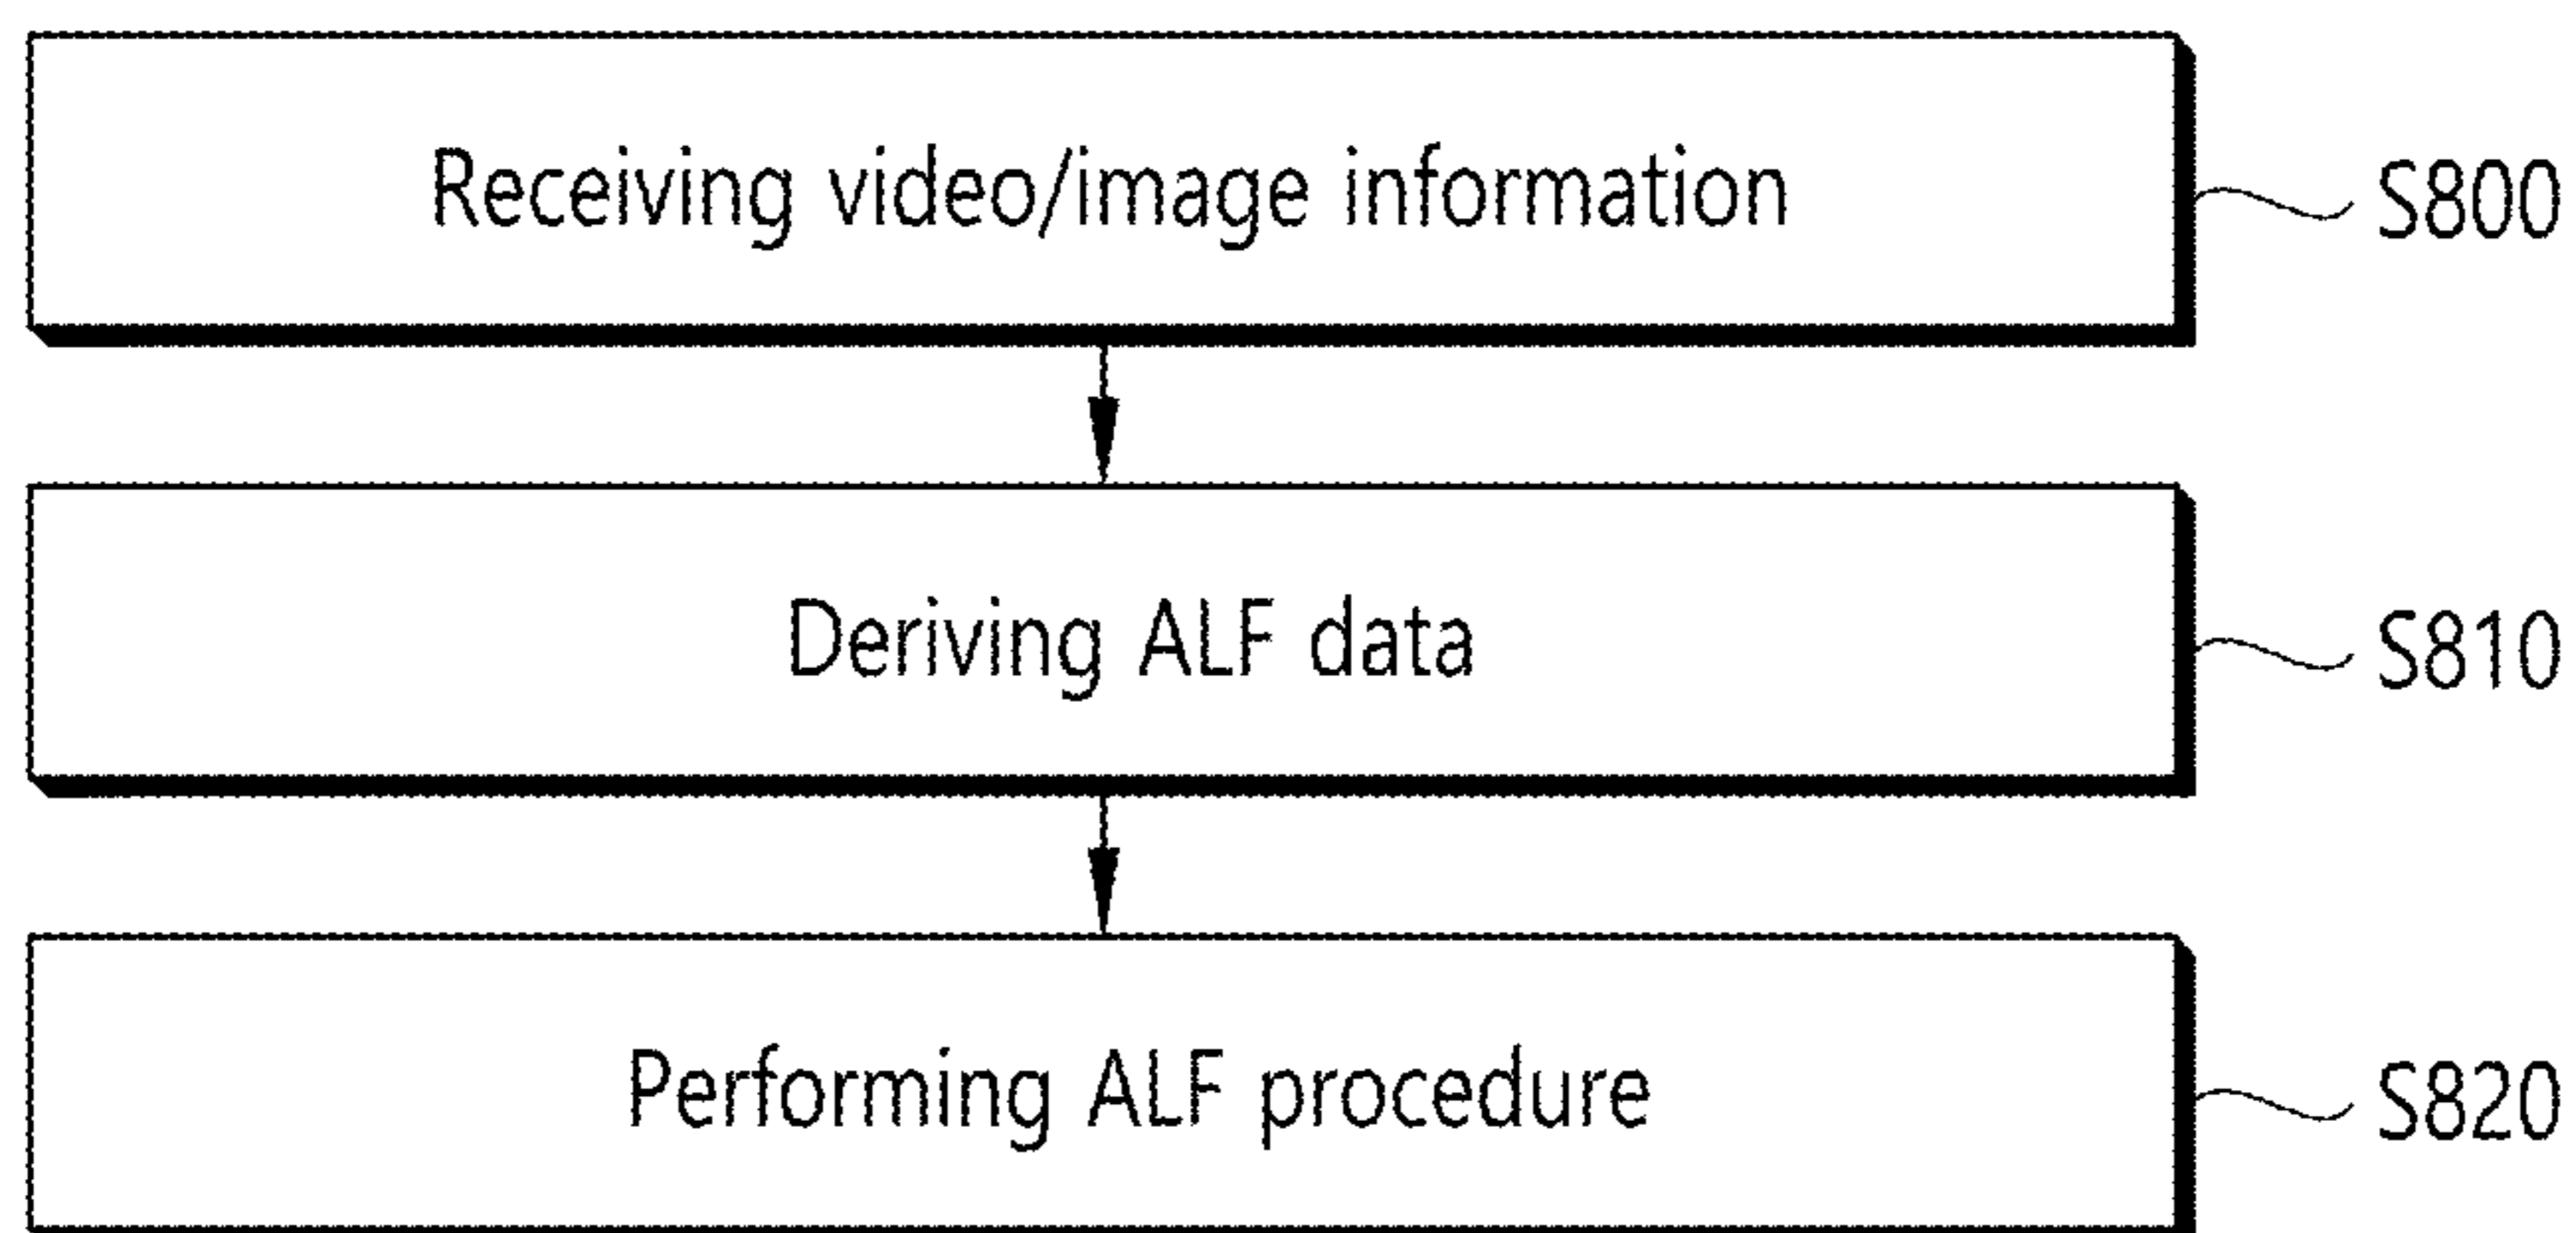 Receiving video/image information
S800
Deriving ALF data
S810
Performing ALF procedure
S820